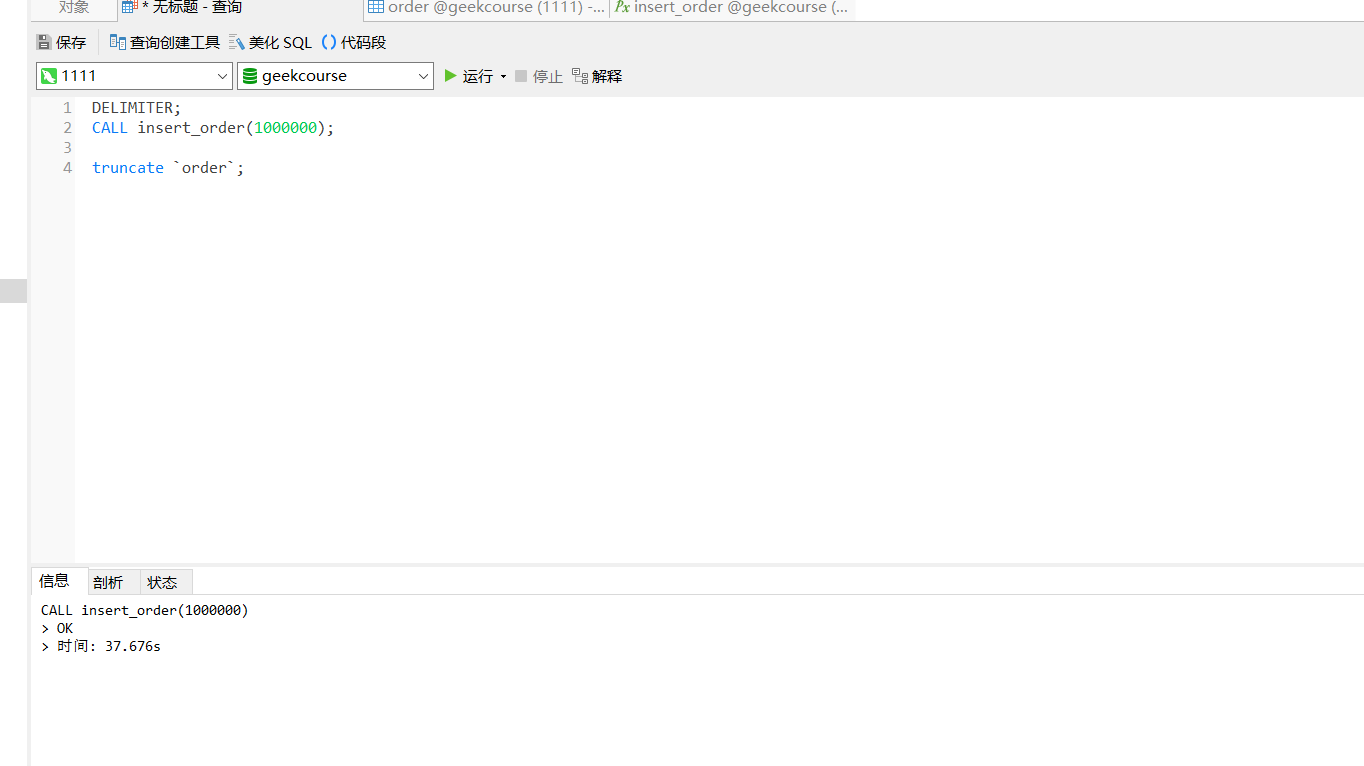 对象 * 无标题 - 查询 order @geekcourse (1111) -... insert_order @geekcourse (...
保存 查询创建工具 美化 SQL () 代码段
1111 geekcourse 运行 停止 解释
1 DELIMITER;
2 CALL insert_order(1000000);
3
4 truncate `order`;
信息 剖析 状态
CALL insert_order(1000000)
> OK
> 时间: 37.676s